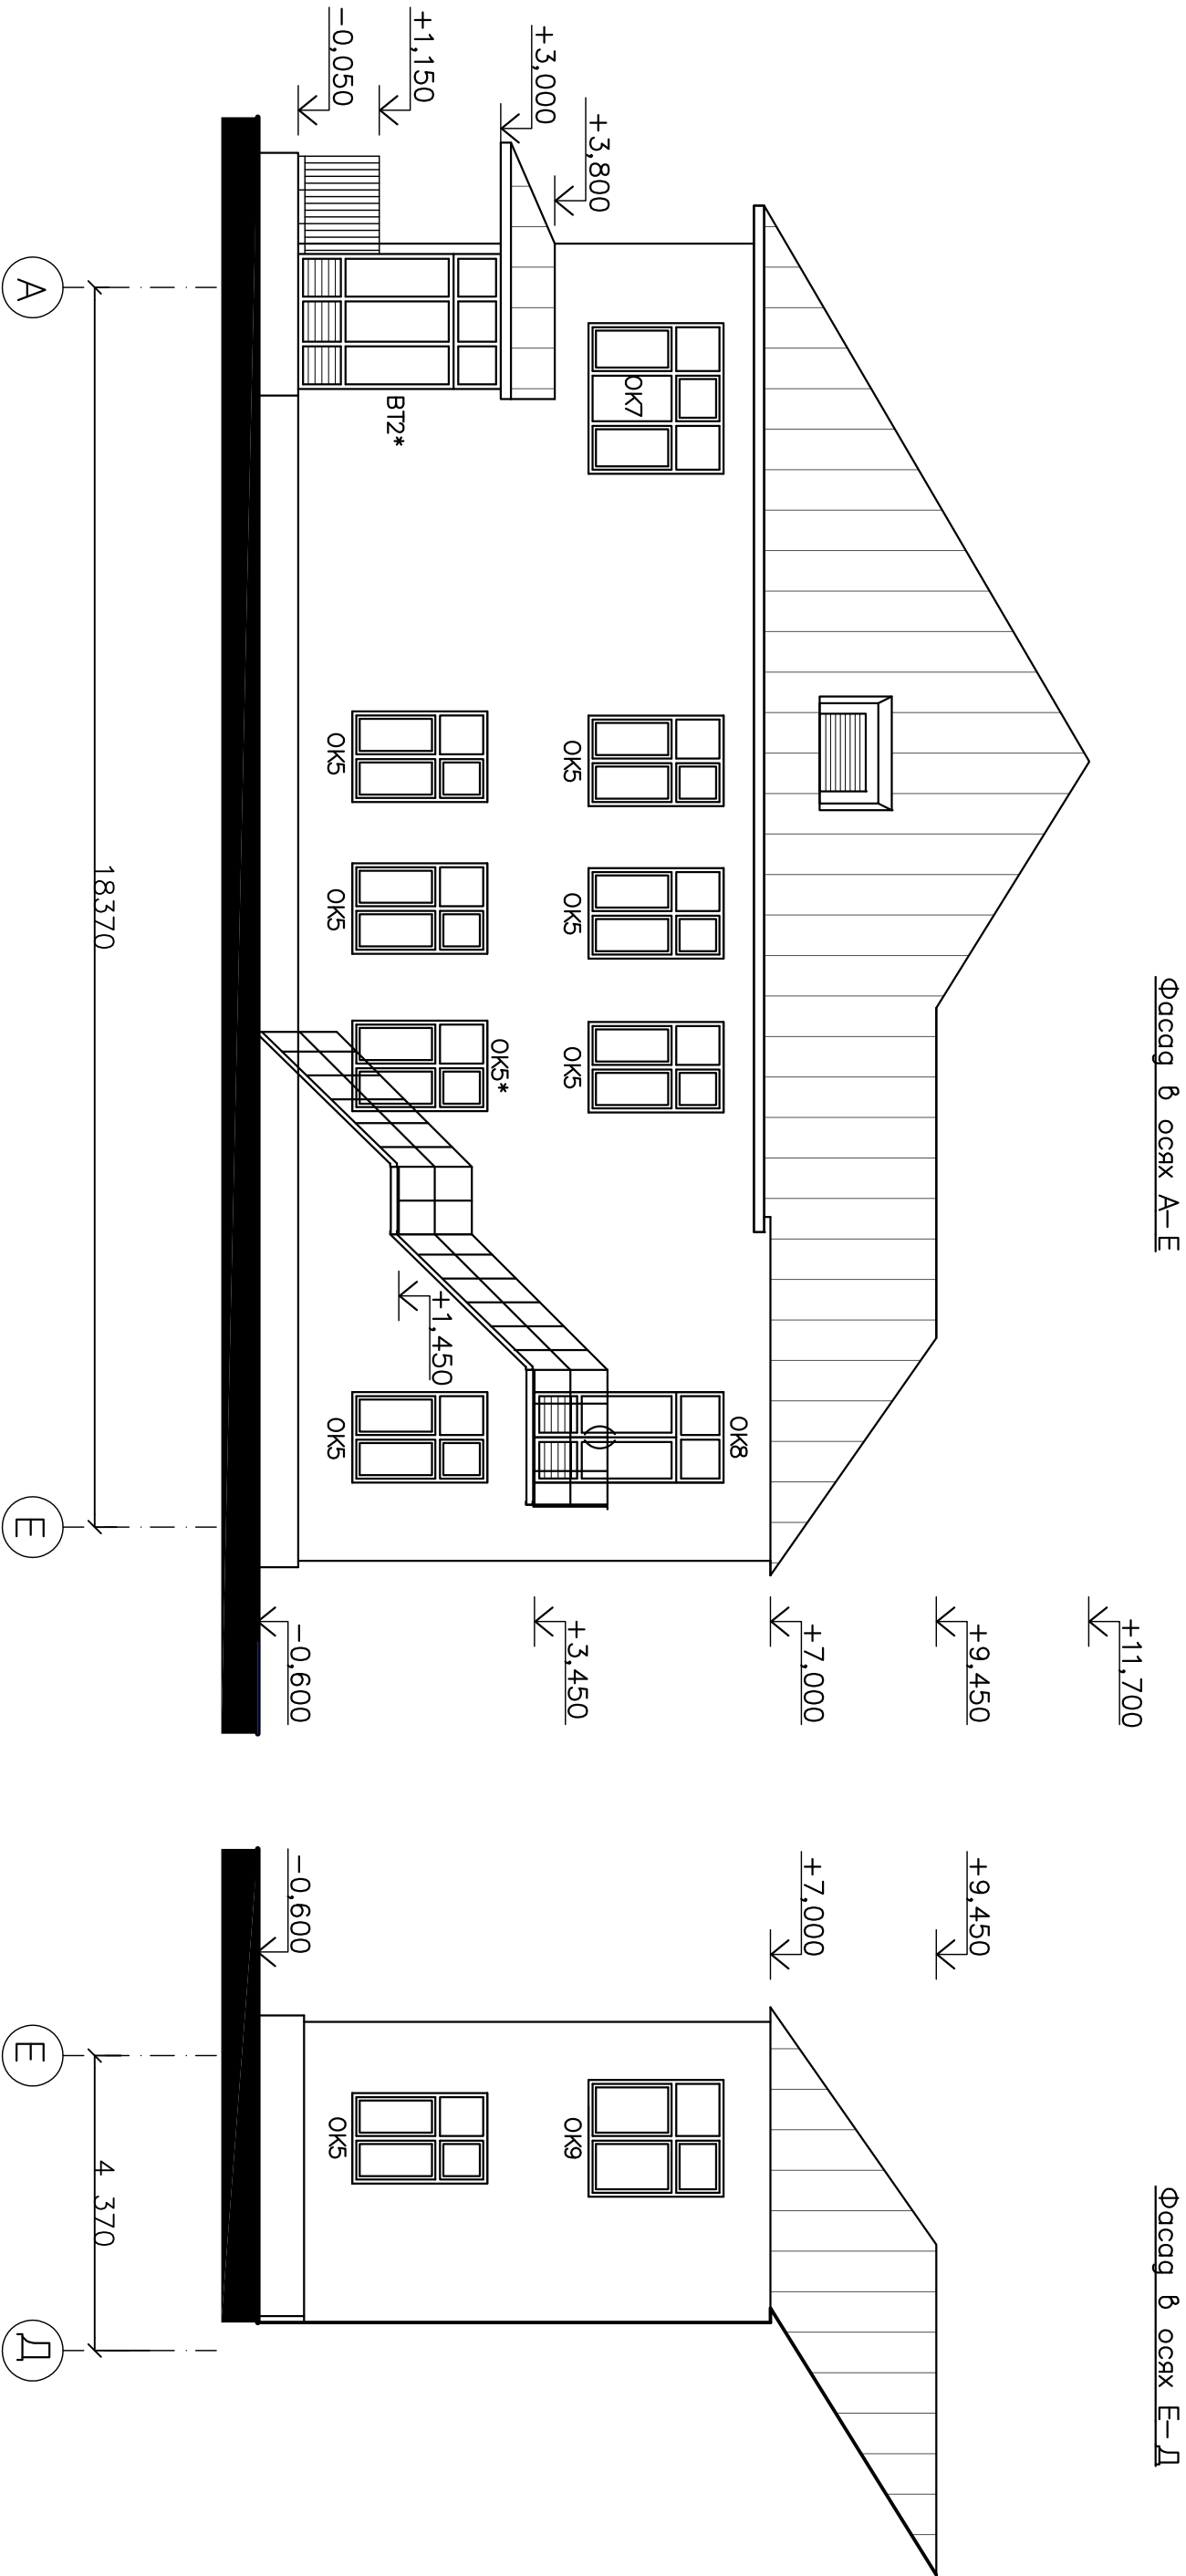 Фасад в осях А-Е
+11,700
+9,450
+7,000
+3,450
-0,600
+3,800
+3,000
+1,150
-0,050
ОК7
ОК8
ОК5
ОК5
ОК5
ВТ2*
ОК5*
+1,450
ОК5
ОК5
ОК5
18370
А
Е
Фасад в осях Е-Д
+9,450
+7,000
-0,600
ОК9
ОК5
4 370
Е
Д